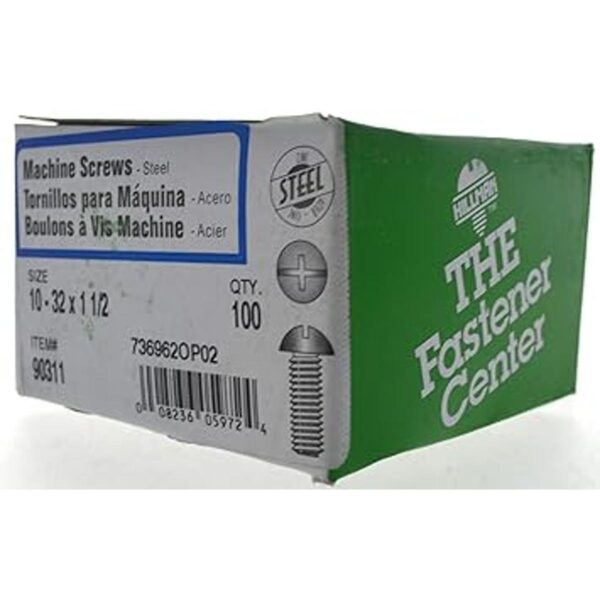 Machine Screws - Steel
Tornillos para Máquina - Acero
Boulons á Vis Machine - Acier
STEEL
SIZE
10 - 32 x 1 1/2
QTY.
100
ITEM#
90311
736962OP02
0 08236 05972 4
HILLMAN
THE
Fastener
Center